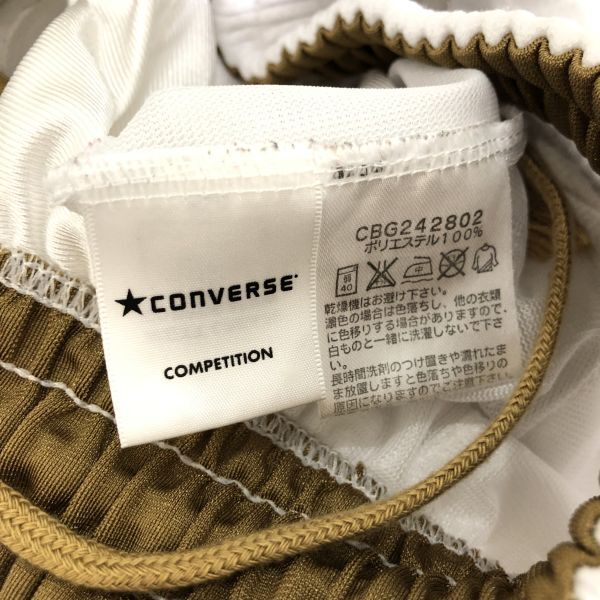 ★CONVERSE
COMPETITION
CBG242802
ポリエステル100%
弱
40
中
乾燥機はお避け下さい。
濃色の場合は色落ちし、他の衣類
に色移りする場合がありますので、
白ものと一緒に洗濯しないで下さ
い。
長時間洗剤のつけ置きや濡れたま
ま放置しますと色落ちや色移りの
原因になりますのでご注意下さい。